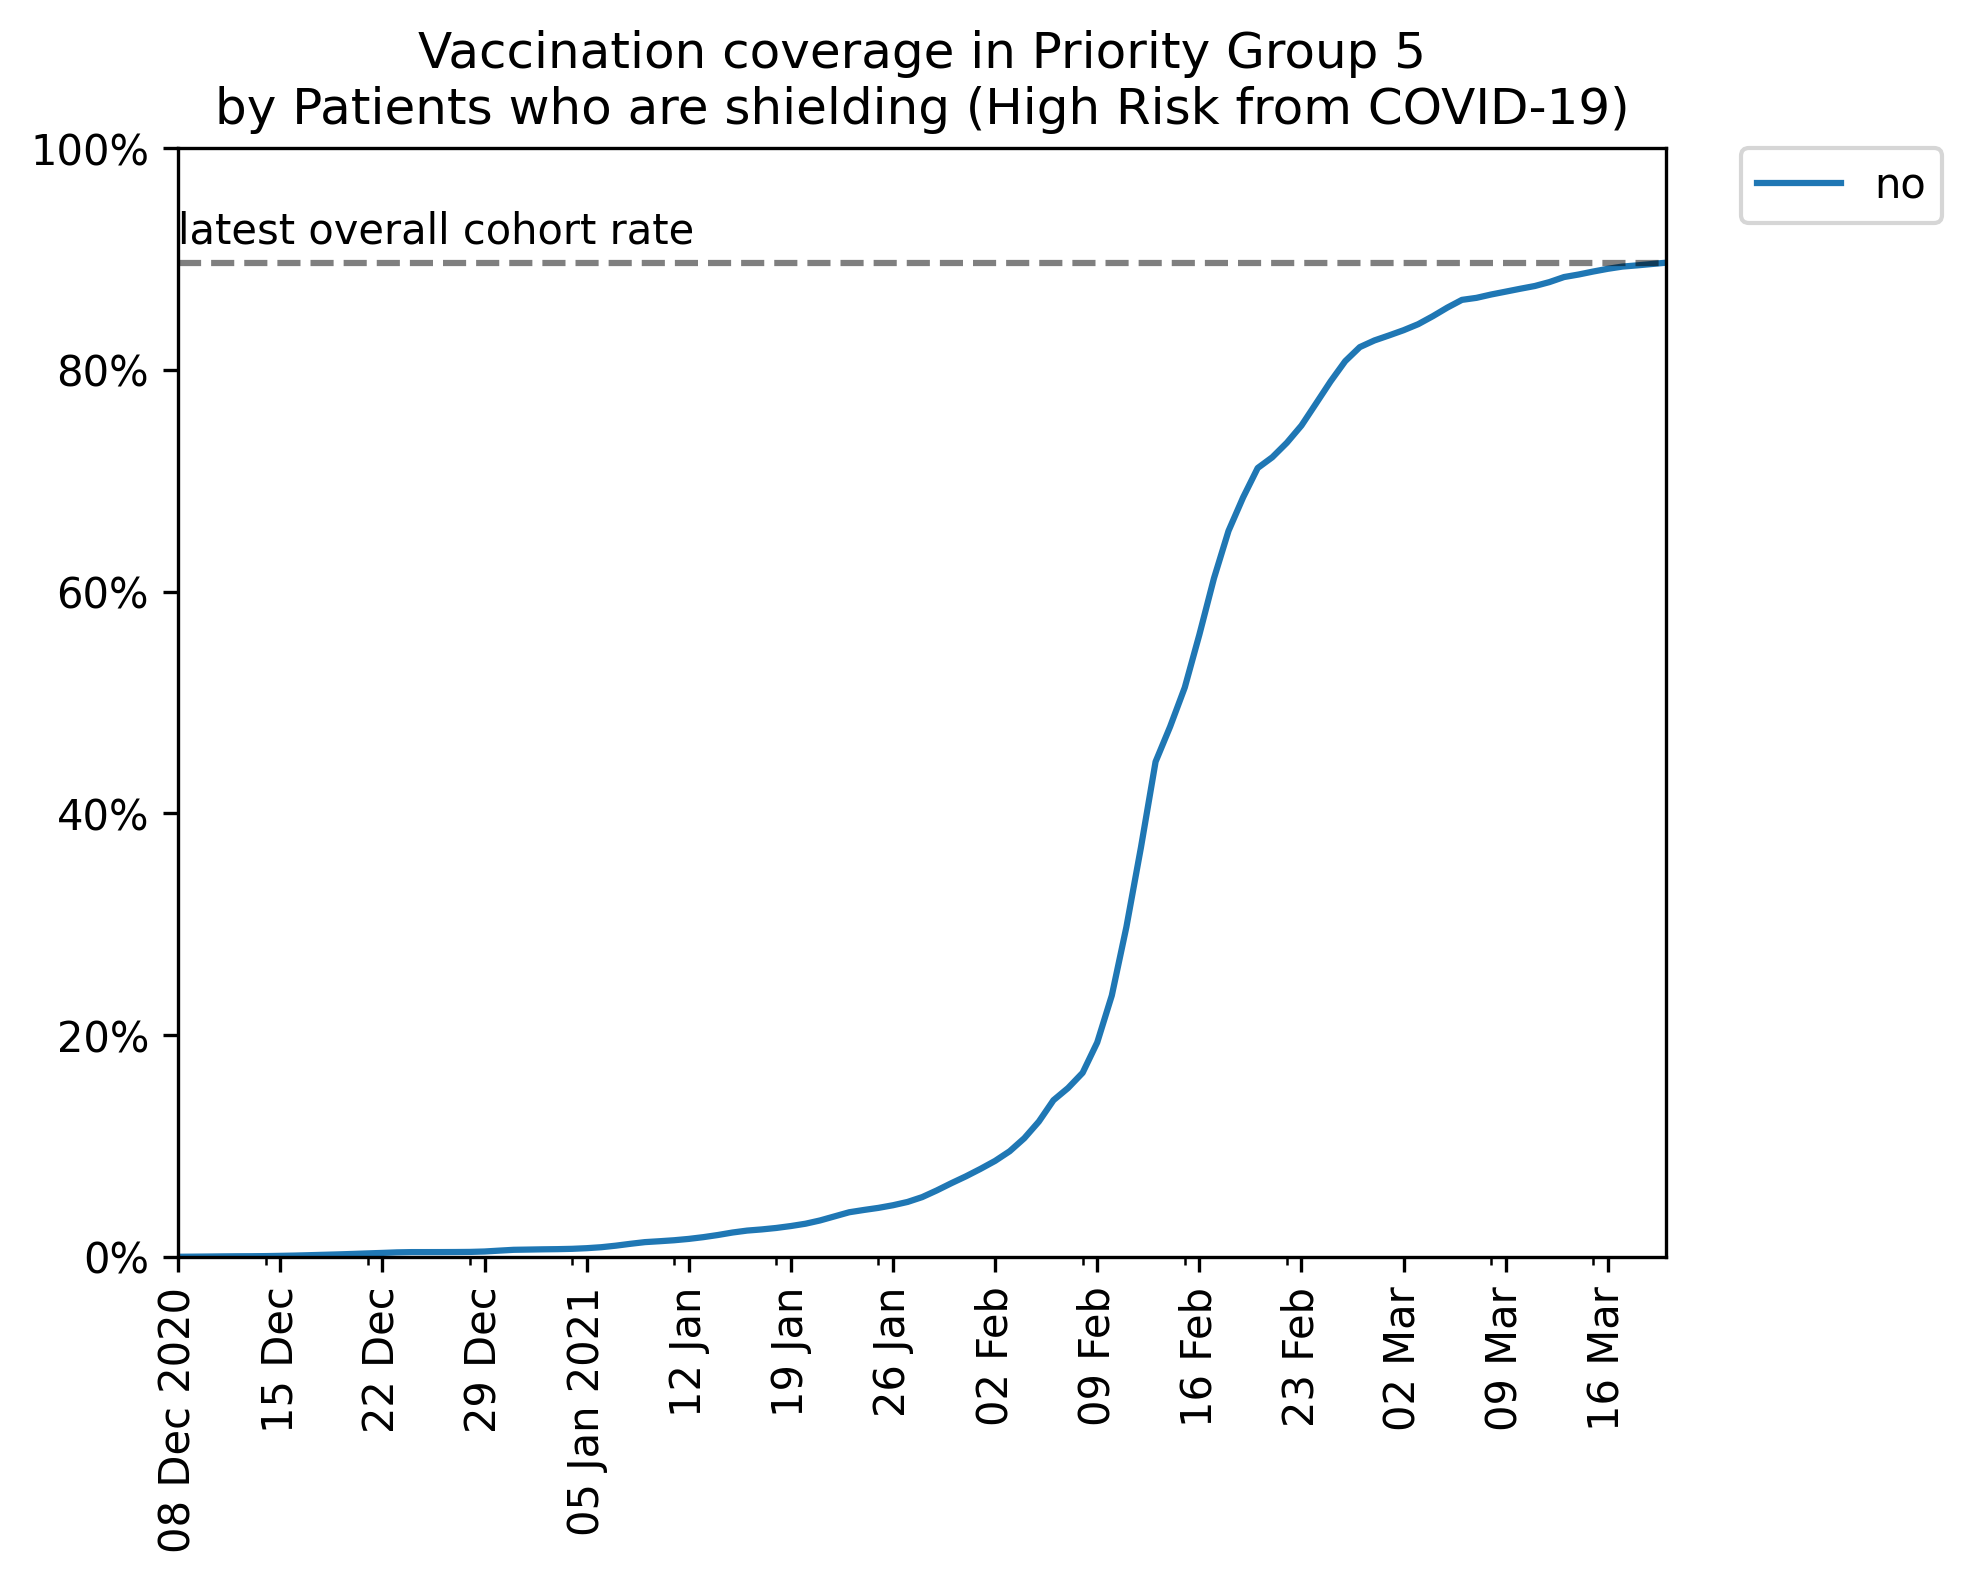 Vaccination coverage in Priority Group 5
by Patients who are shielding (High Risk from COVID-19)
100%
80%
60%
40%
20%
0%
latest overall cohort rate
no
08 Dec 2020
15 Dec
22 Dec
29 Dec
05 Jan 2021
12 Jan
19 Jan
26 Jan
02 Feb
09 Feb
16 Feb
23 Feb
02 Mar
09 Mar
16 Mar